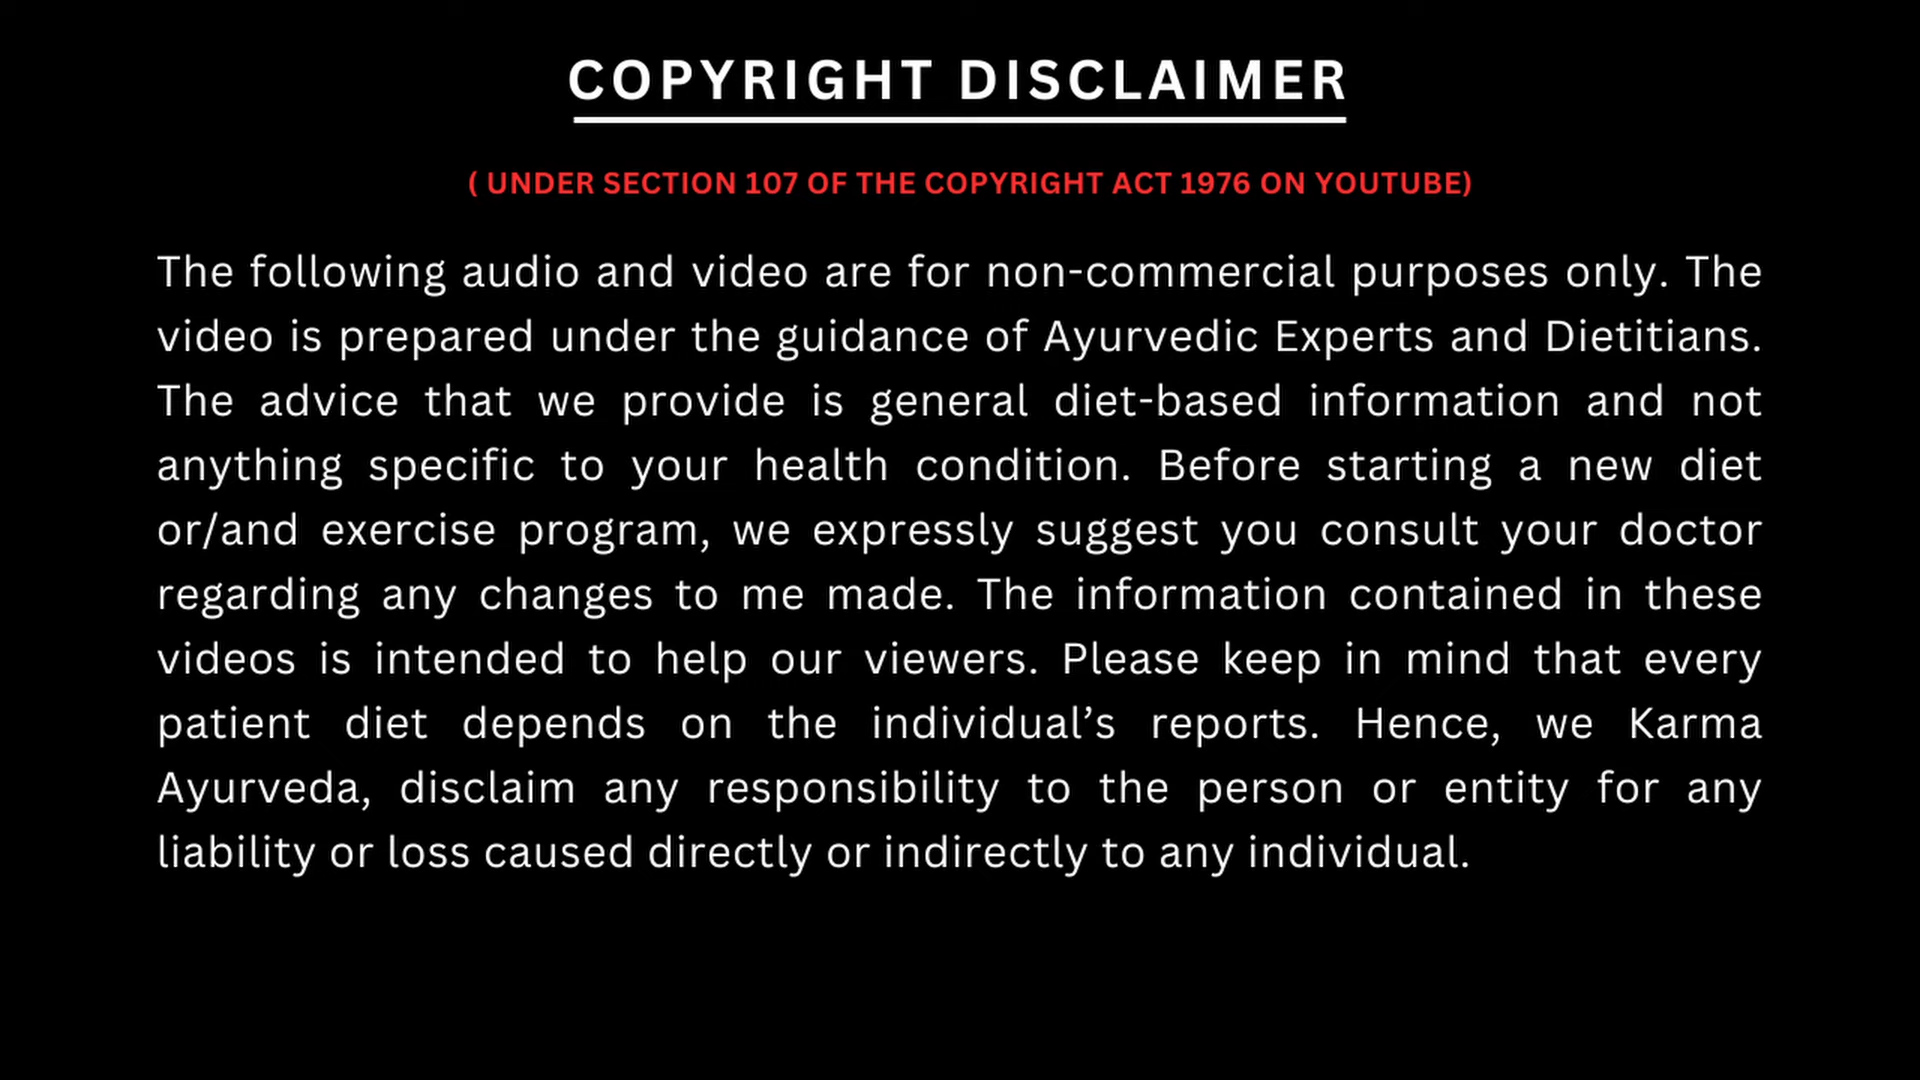 COPYRIGHT DISCLAIMER
( UNDER SECTION 107 OF THE COPYRIGHT ACT 1976 ON YOUTUBE)
The following audio and video are for non-commercial purposes only. The
video is prepared under the guidance of Ayurvedic Experts and Dietitians.
The advice that we provide is general diet-based information and not
anything specific to your health condition. Before starting a new diet
or/and exercise program, we expressly suggest you consult your doctor
regarding any changes to me made. The information contained in these
videos is intended to help our viewers. Please keep in mind that every
patient diet depends on the individual’s reports. Hence, we Karma
Ayurveda, disclaim any responsibility to the person or entity for any
liability or loss caused directly or indirectly to any individual.